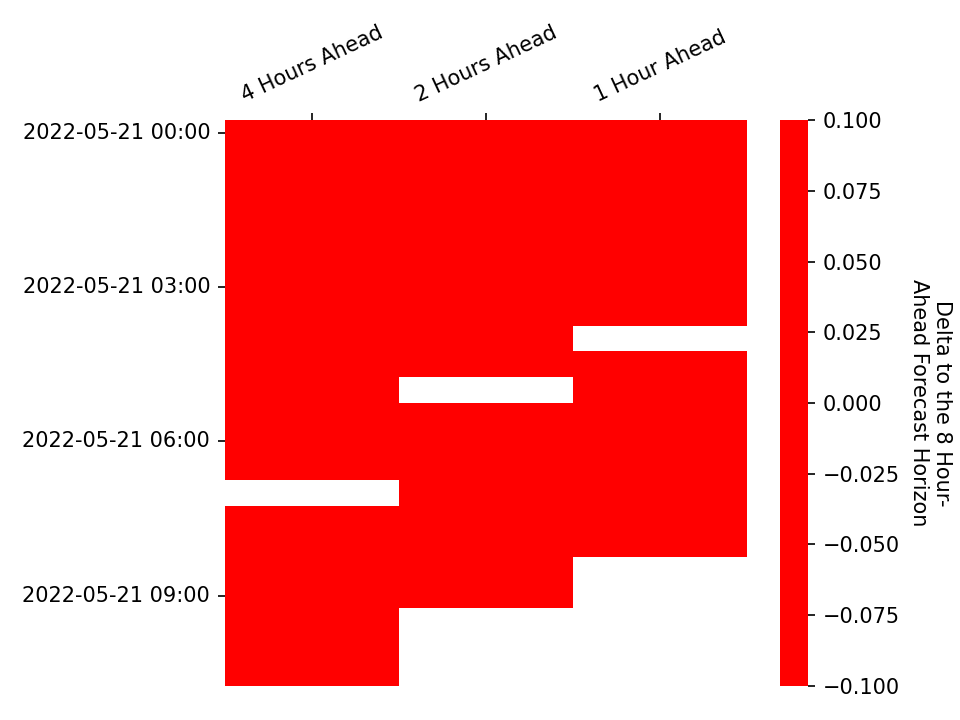 4 Hours Ahead
2 Hours Ahead
1 Hour Ahead
2022-05-21 00:00
2022-05-21 03:00
2022-05-21 06:00
2022-05-21 09:00
0.100
0.075
0.050
0.025
0.000
−0.025
−0.050
−0.075
−0.100
Delta to the 8 Hour-
Ahead Forecast Horizon